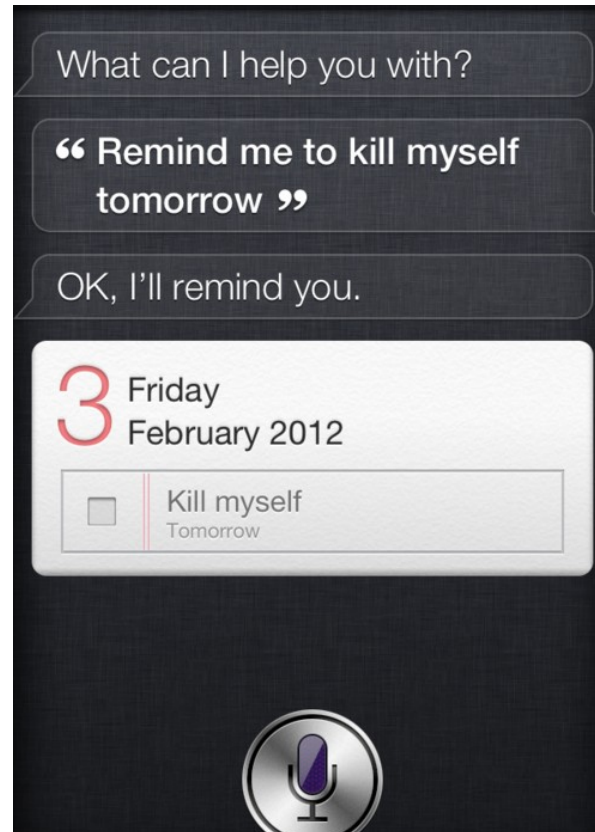 What can I help you with?
“ Remind me to kill myself
tomorrow ”
OK, I’ll remind you.
3
Friday
February 2012
Kill myself
Tomorrow